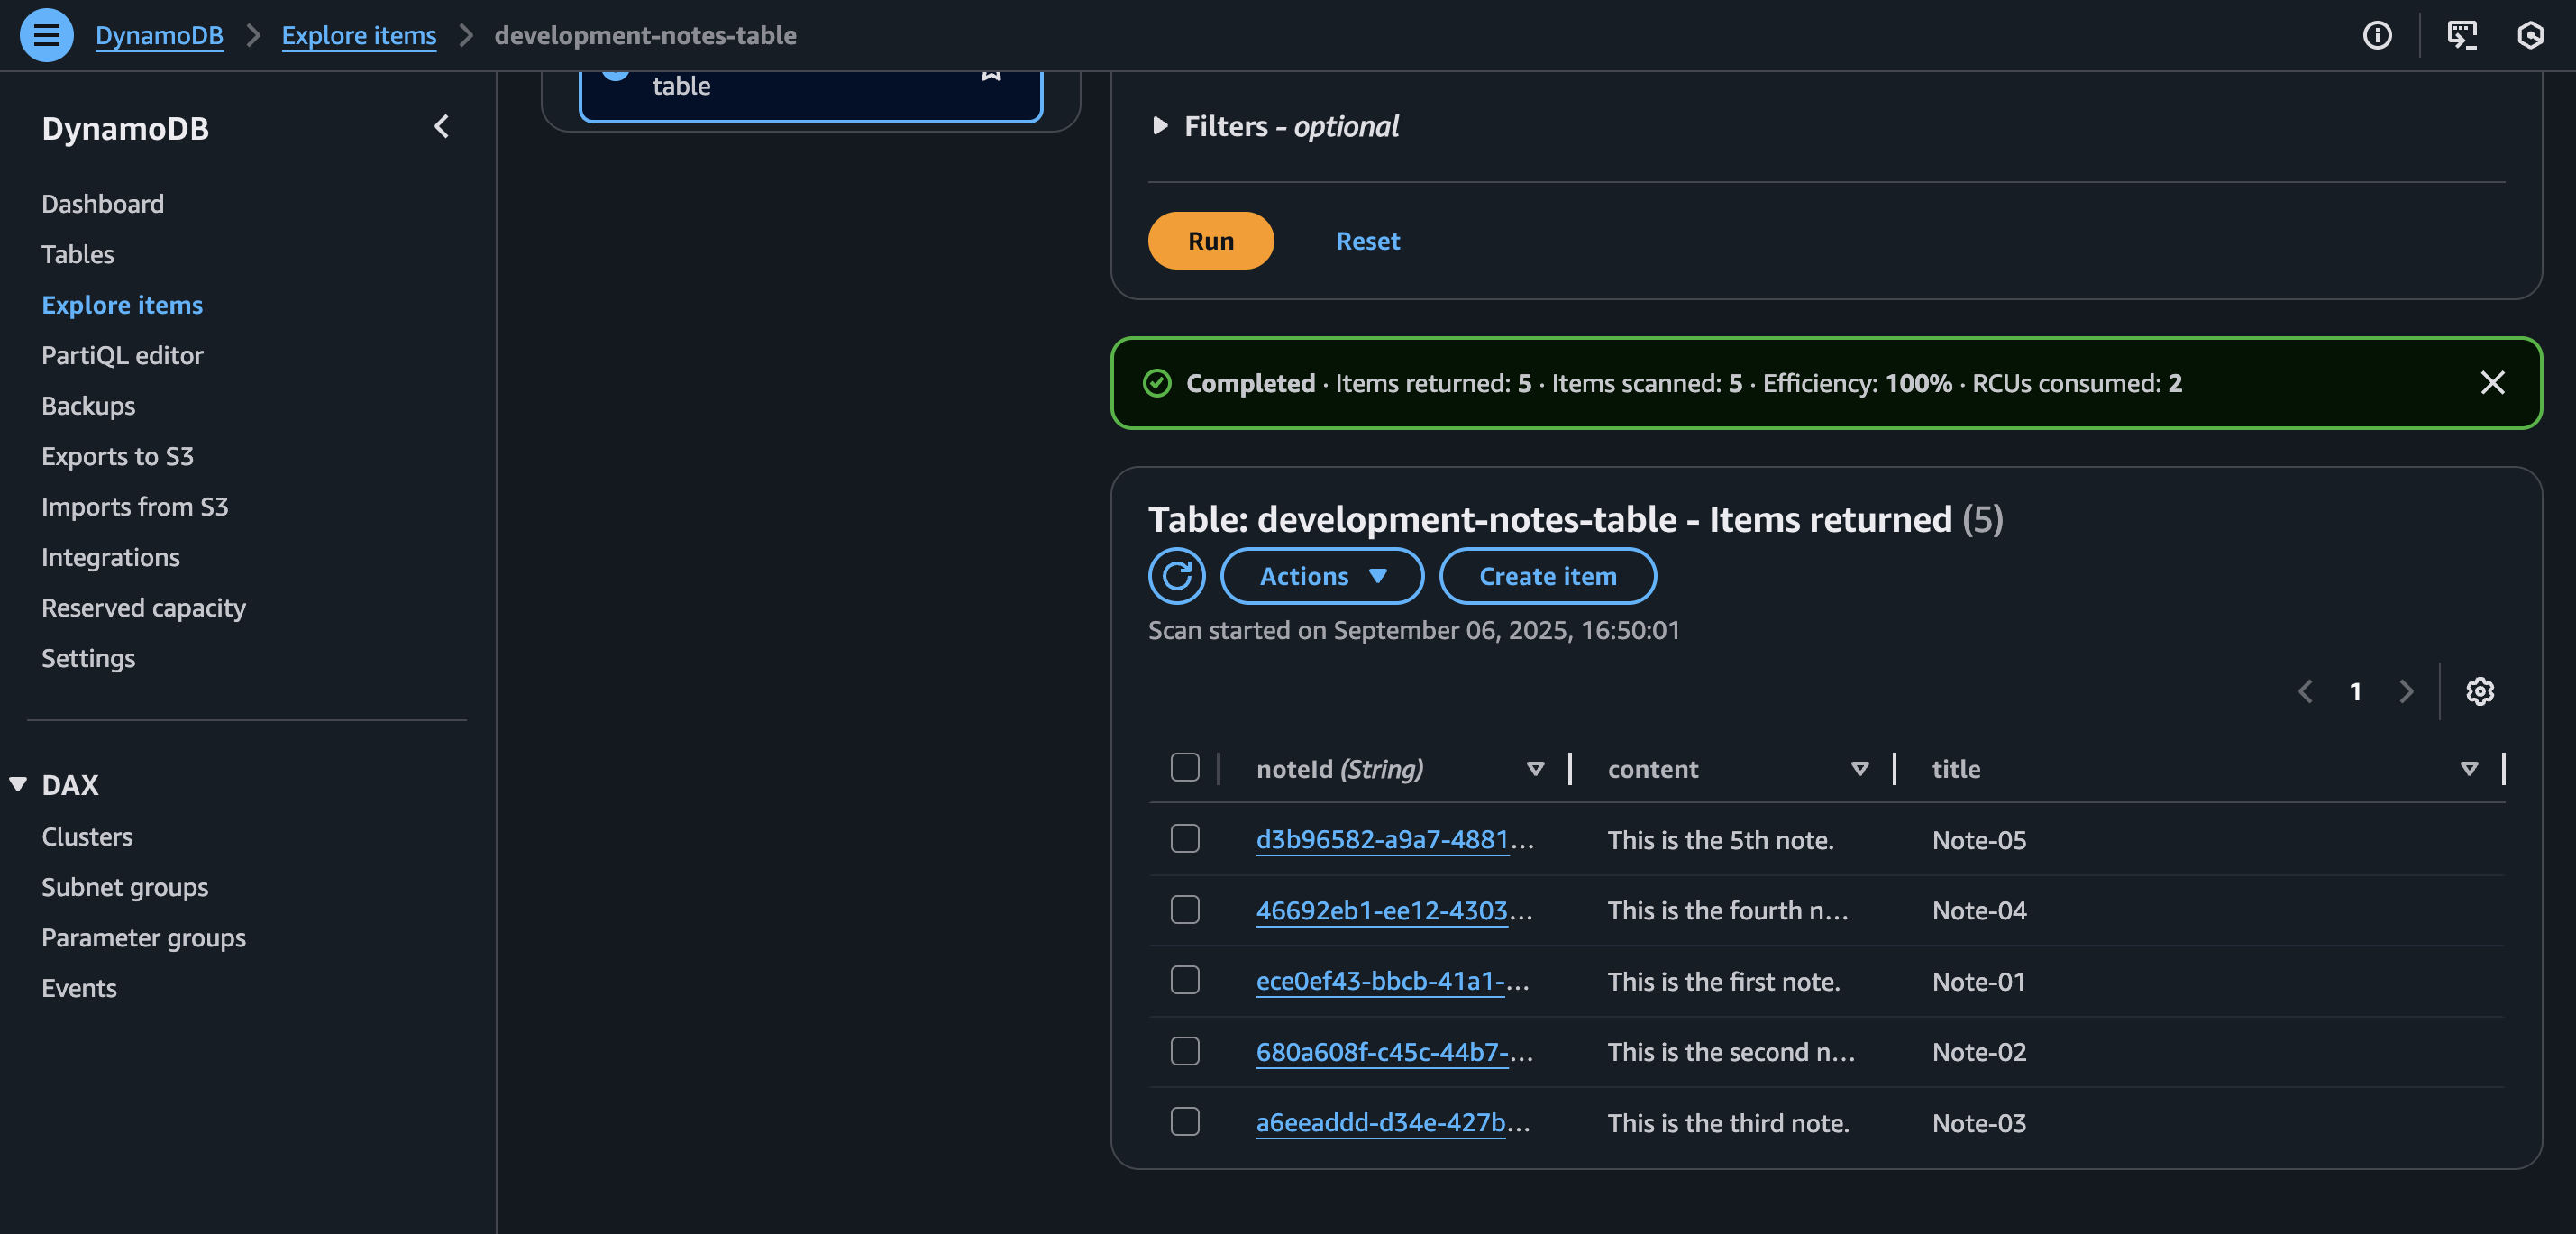 DynamoDB > Explore items > development-notes-table
DynamoDB
Dashboard
Tables
Explore items
PartiQL editor
Backups
Exports to S3
Imports from S3
Integrations
Reserved capacity
Settings
DAX
Clusters
Subnet groups
Parameter groups
Events
table
Filters - optional
Run Reset
Completed · Items returned: 5 · Items scanned: 5 · Efficiency: 100% · RCUs consumed: 2
Table: development-notes-table - Items returned (5)
Actions Create item
Scan started on September 06, 2025, 16:50:01
1
noteId (String) content title
d3b96582-a9a7-4881... This is the 5th note. Note-05
46692eb1-ee12-4303... This is the fourth n... Note-04
ece0ef43-bbcb-41a1-... This is the first note. Note-01
680a608f-c45c-44b7-... This is the second n... Note-02
a6eeaddd-d34e-427b... This is the third note. Note-03